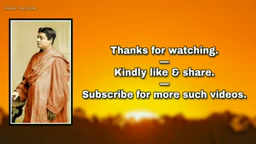 Thanks for watching.
Kindly like & share.
Subscribe for more such videos.